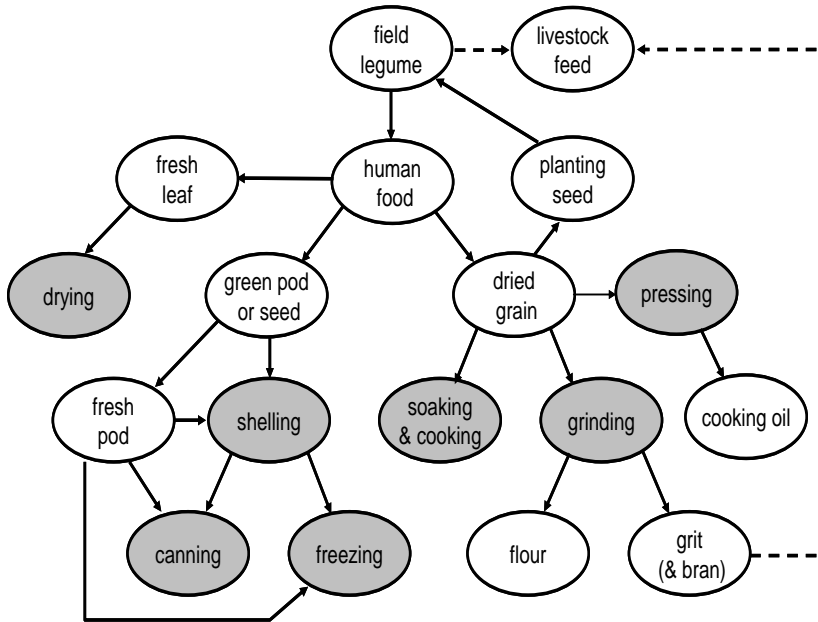 field
legume
livestock
feed
fresh
leaf
human
food
planting
seed
drying
green pod
or seed
dried
grain
pressing
fresh
pod
shelling
soaking
& cooking
grinding
cooking oil
canning
freezing
flour
grit
(& bran)